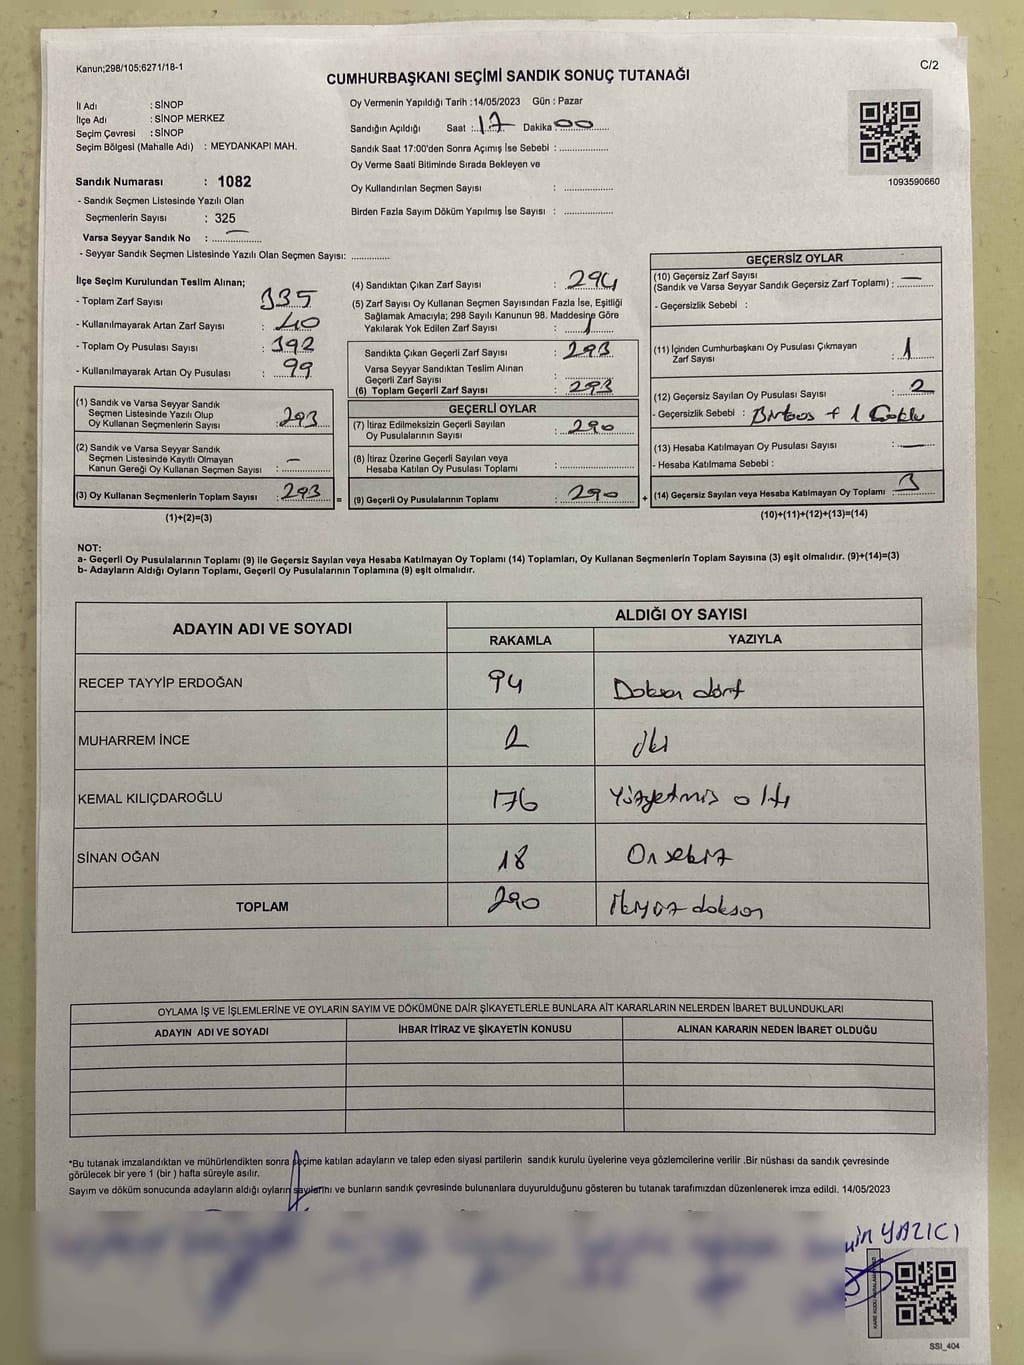 Kanun;298/105;6271/18-1
C/2
CUMHURBAŞKANI SEÇİMİ SANDIK SONUÇ TUTANAĞI
İl Adı : SİNOP
İlçe Adı : SİNOP MERKEZ
Seçim Çevresi : SİNOP
Seçim Bölgesi (Mahalle Adı) : MEYDANKAPI MAH.
Sandık Numarası : 1082
- Sandık Seçmen Listesinde Yazılı Olan
Seçmenlerin Sayısı : 325
Varsa Seyyar Sandık No : —
- Seyyar Sandık Seçmen Listesinde Yazılı Olan Seçmen Sayısı: ..............
Oy Vermenin Yapıldığı Tarih :14/05/2023 Gün : Pazar
Sandığın Açıldığı Saat : 17 Dakika 00
Sandık Saat 17:00'den Sonra Açımış İse Sebebi : ..................
Oy Verme Saati Bitiminde Sırada Bekleyen ve
Oy Kullandırılan Seçmen Sayısı : ..................
Birden Fazla Sayım Döküm Yapılmış İse Sayısı : ..................
1093590660
İlçe Seçim Kurulundan Teslim Alınan;
- Toplam Zarf Sayısı 335
- Kullanılmayarak Artan Zarf Sayısı : 40
- Toplam Oy Pusulası Sayısı : 392
- Kullanılmayarak Artan Oy Pusulası : 99
(1) Sandık ve Varsa Seyyar Sandık
Seçmen Listesinde Yazılı Olup
Oy Kullanan Seçmenlerin Sayısı : 293
(2) Sandık ve Varsa Seyyar Sandık
Seçmen Listesinde Kayıtlı Olmayan
Kanun Gereği Oy Kullanan Seçmen Sayısı : —
(3) Oy Kullanan Seçmenlerin Toplam Sayısı : 293 =
(1)+(2)=(3)
(4) Sandıktan Çıkan Zarf Sayısı : 294
(5) Zarf Sayısı Oy Kullanan Seçmen Sayısından Fazla İse, Eşitliği
Sağlamak Amacıyla; 298 Sayılı Kanunun 98. Maddesine Göre
Yakılarak Yok Edilen Zarf Sayısı : 1
Sandıkta Çıkan Geçerli Zarf Sayısı : 293
Varsa Seyyar Sandıktan Teslim Alınan
Geçerli Zarf Sayısı : ..................
(6) Toplam Geçerli Zarf Sayısı : 293
GEÇERLİ OYLAR
(7) İtiraz Edilmeksizin Geçerli Sayılan
Oy Pusulalarının Sayısı : 290
(8) İtiraz Üzerine Geçerli Sayılan veya
Hesaba Katılan Oy Pusulası Toplamı : ..................
(9) Geçerli Oy Pusulalarının Toplamı : 290 +
GEÇERSİZ OYLAR
(10) Geçersiz Zarf Sayısı
(Sandık ve Varsa Seyyar Sandık Geçersiz Zarf Toplamı) : —
- Geçersizlik Sebebi :
(11) İçinden Cumhurbaşkanı Oy Pusulası Çıkmayan
Zarf Sayısı : 1
(12) Geçersiz Sayılan Oy Pusulası Sayısı : 2
- Geçersizlik Sebebi : + 1
(13) Hesaba Katılmayan Oy Pusulası Sayısı : —
- Hesaba Katılmama Sebebi :
(14) Geçersiz Sayılan veya Hesaba Katılmayan Oy Toplamı : 3
(10)+(11)+(12)+(13)=(14)
NOT:
a- Geçerli Oy Pusulalarının Toplamı (9) ile Geçersiz Sayılan veya Hesaba Katılmayan Oy Toplamı (14) Toplamları, Oy Kullanan Seçmenlerin Toplam Sayısına (3) eşit olmalıdır. (9)+(14)=(3)
b- Adayların Aldığı Oyların Toplamı, Geçerli Oy Pusulalarının Toplamına (9) eşit olmalıdır.
ADAYIN ADI VE SOYADI
ALDIĞI OY SAYISI
RAKAMLA YAZIYLA
RECEP TAYYİP ERDOĞAN 94 Doksan dört
MUHARREM İNCE 2 iki
KEMAL KILIÇDAROĞLU 176 Yüzyetmiş altı
SİNAN OĞAN 18 Onsekiz
TOPLAM 290 İkiyüz doksan
OYLAMA İŞ VE İŞLEMLERİNE VE OYLARIN SAYIM VE DÖKÜMÜNE DAİR ŞİKAYETLERLE BUNLARA AİT KARARLARIN NELERDEN İBARET BULUNDUKLARI
ADAYIN ADI VE SOYADI İHBAR İTİRAZ VE ŞİKAYETİN KONUSU ALINAN KARARIN NEDEN İBARET OLDUĞU
*Bu tutanak imzalandıktan ve mühürlendikten sonra seçime katılan adayların ve talep eden siyasi partilerin sandık kurulu üyelerine veya gözlemcilerine verilir .Bir nüshası da sandık çevresinde
görülecek bir yere 1 (bir ) hafta süreyle asılır.
Sayım ve döküm sonucunda adayların aldığı oyların sayılarını ve bunların sandık çevresinde bulunanlara duyurulduğunu gösteren bu tutanak tarafımızdan düzenlenerek imza edildi. 14/05/2023
YAZICI
SSI_404